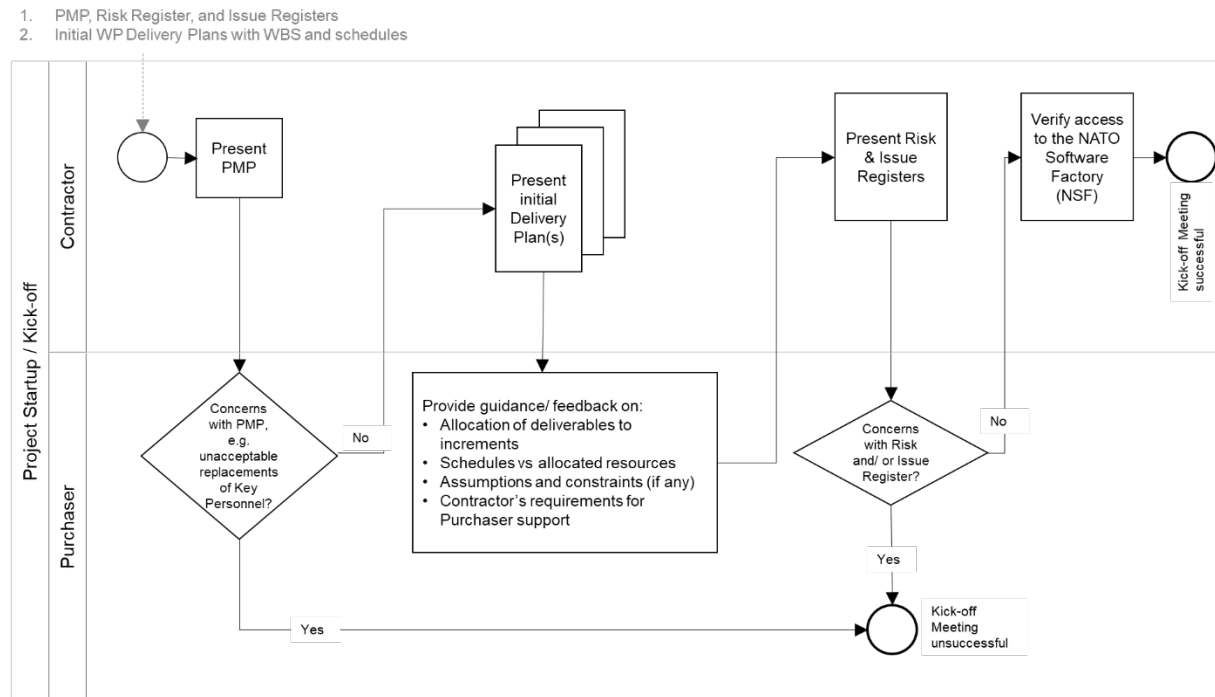 1. PMP, Risk Register, and Issue Registers
2. Initial WP Delivery Plans with WBS and schedules
Project Startup / Kick-off
Contractor
Present
PMP
Present
initial
Delivery
Plan(s)
Present Risk
& Issue
Registers
Verify access
to the NATO
Software
Factory
(NSF)
Kick-off Meeting
successful
Purchaser
Concerns
with PMP,
e.g.
unacceptable
replacements
of Key
Personnel?
No
Provide guidance/ feedback on:
• Allocation of deliverables to
increments
• Schedules vs allocated resources
• Assumptions and constraints (if any)
• Contractor's requirements for
Purchaser support
Concerns
with Risk
and/ or Issue
Register?
No
Yes
Yes
Kick-off
Meeting
unsuccessful